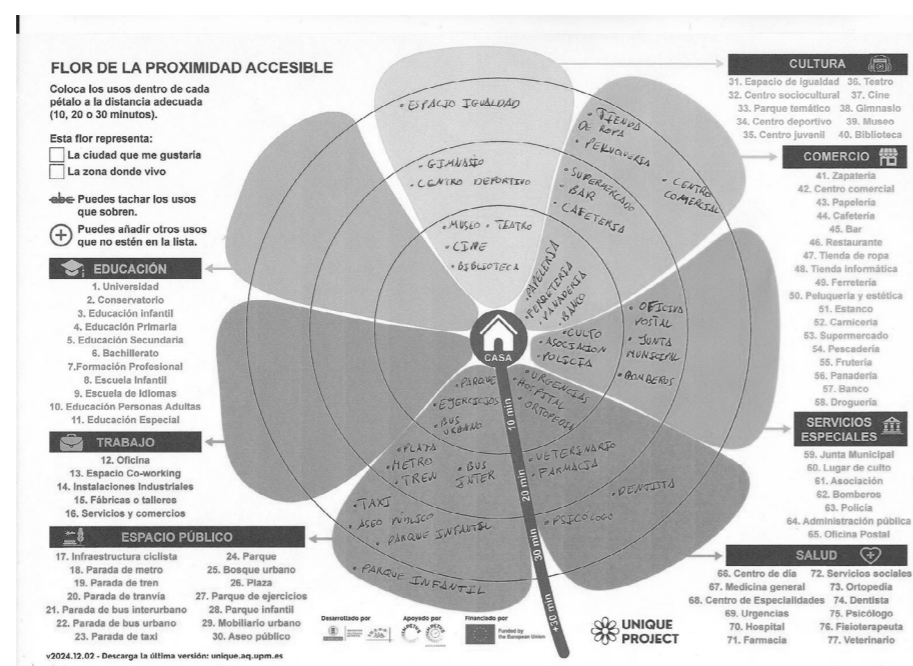 FLOR DE LA PROXIMIDAD ACCESIBLE
Coloca los usos dentro de cada
pétalo a la distancia adecuada
(10, 20 o 30 minutos).
Esta flor representa:
La ciudad que me gustaría
La zona donde vivo
abc Puedes tachar los usos
que sobren.
Puedes añadir otros usos
que no estén en la lista.
EDUCACIÓN
1. Universidad
2. Conservatorio
3. Educación infantil
4. Educación Primaria
5. Educación Secundaria
6. Bachillerato
7.Formación Profesional
8. Escuela Infantil
9. Escuela de Idiomas
10. Educación Personas Adultas
11. Educación Especial
TRABAJO
12. Oficina
13. Espacio Co-working
14. Instalaciones Industriales
15. Fábricas o talleres
16. Servicios y comercios
ESPACIO PÚBLICO
17. Infraestructura ciclista
18. Parada de metro
19. Parada de tren
20. Parada de tranvía
21. Parada de bus interurbano
22. Parada de bus urbano
23. Parada de taxi
24. Parque
25. Bosque urbano
26. Plaza
27. Parque de ejercicios
28. Parque infantil
29. Mobiliario urbano
30. Aseo público
v2024.12.02 - Descarga la última versión: unique.aq.upm.es
• ESPACIO IGUALDAD
• GIMNASIO
• CENTRO DEPORTIVO
• MUSEO • TEATRO
• CINE
• BIBLIOTECA
• TIENDA
DE ROPA
• PELUQUERIA
• CENTRO
COMERCIAL
• SUPERMERCADO
• BAR
• CAFETERIA
• PAPELERIA
• FERRETERIA
• PANADERIA
• BANCO
• CULTO
• ASOCIACION
• POLICIA
• OFICINA
POSTAL
• JUNTA
MUNICIPAL
• BOMBEROS
CASA
• PARQUE
EJERCICIOS
• BUS
URBANO
• URGENCIAS
HOSPITAL
• ORTOPEDIA
• PLAZA
• METRO
• TREN
• BUS
INTER
• VETERINARIO
• FARMACIA
• TAXI
• ASEO PÚBLICO
• PARQUE INFANTIL
• DENTISTA
• PSICÓLOGO
• PARQUE INFANTIL
10 min
20 min
30 min
+30 min
Desarrollado por
Apoyado por
Financiado por
Funded by
the European Union
UNIQUE
PROJECT
CULTURA
31. Espacio de igualdad
32. Centro sociocultural
33. Parque temático
34. Centro deportivo
35. Centro juvenil
36. Teatro
37. Cine
38. Gimnasio
39. Museo
40. Biblioteca
COMERCIO
41. Zapatería
42. Centro comercial
43. Papelería
44. Cafetería
45. Bar
46. Restaurante
47. Tienda de ropa
48. Tienda informática
49. Ferretería
50. Peluquería y estética
51. Estanco
52. Carnicería
53. Supermercado
54. Pescadería
55. Frutería
56. Panadería
57. Banco
58. Droguería
SERVICIOS
ESPECIALES
59. Junta Municipal
60. Lugar de culto
61. Asociación
62. Bomberos
63. Policía
64. Administración pública
65. Oficina Postal
SALUD
66. Centro de día
67. Medicina general
68. Centro de Especialidades
69. Urgencias
70. Hospital
71. Farmacia
72. Servicios sociales
73. Ortopedia
74. Dentista
75. Psicólogo
76. Fisioterapeuta
77. Veterinario